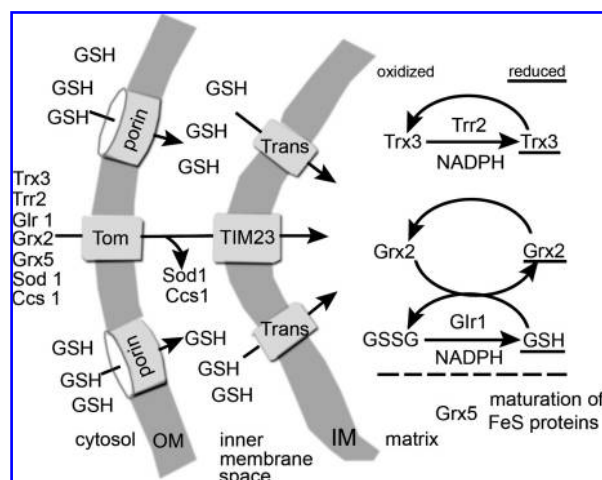 GSH
GSH
GSH
porin
GSH
GSH
GSH
Trans
oxidized
reduced
Trx3
Trr2
NADPH
Trx3
Trx3
Trr2
Glr 1
Grx2
Grx5
Sod 1
Ccs 1
Tom
TIM23
Sod1
Ccs1
Grx2
Grx2
GSSG
Glr1
NADPH
GSH
GSH
GSH
GSH
porin
GSH
GSH
GSH
Trans
Grx5
maturation of
FeS proteins
cytosol
OM
inner
membrane
space
IM
matrix